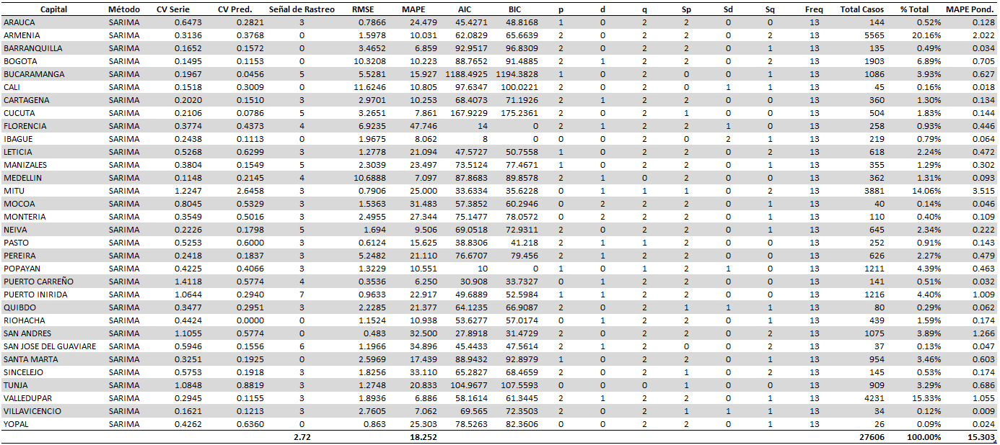 Capital Método CV Serie CV Pred. Señal de Rastreo RMSE MAPE AIC BIC p d q Sp Sd Sq Freq Total Casos % Total MAPE Pond.
ARAUCA SARIMA 0.6473 0.2821 3 0.7866 24.479 45.4271 48.8168 1 0 2 2 0 0 13 144 0.52% 0.128
ARMENIA SARIMA 0.3136 0.3768 0 1.5978 10.031 62.0829 65.6639 2 0 2 2 0 2 13 5565 20.16% 2.022
BARRANQUILLA SARIMA 0.1652 0.1572 0 3.4652 6.859 92.9517 96.8309 2 0 2 2 0 1 13 135 0.49% 0.034
BOGOTA SARIMA 0.1495 0.1153 0 10.3208 10.223 88.7652 91.4885 2 1 2 2 0 2 13 1903 6.89% 0.705
BUCARAMANGA SARIMA 0.1967 0.0456 5 5.5281 15.927 1188.4925 1194.3828 1 0 2 0 0 1 13 1086 3.93% 0.627
CALI SARIMA 0.1518 0.3009 0 11.6246 10.805 97.6347 100.0221 2 0 2 0 1 1 13 45 0.16% 0.018
CARTAGENA SARIMA 0.2020 0.1510 3 2.9701 10.253 68.4073 71.1926 2 1 2 2 0 0 13 360 1.30% 0.134
CUCUTA SARIMA 0.2106 0.0786 5 3.2651 7.861 167.9229 175.2361 2 0 2 1 0 0 13 504 1.83% 0.144
FLORENCIA SARIMA 0.3774 0.4373 4 6.9235 47.746 14 0 2 1 2 2 1 0 13 258 0.93% 0.446
IBAGUE SARIMA 0.2438 0.1113 0 1.9675 8.062 8 0 0 0 2 0 2 1 13 219 0.79% 0.064
LETICIA SARIMA 0.5268 0.6299 3 1.2778 21.094 47.5727 50.7558 1 0 2 2 0 2 13 618 2.24% 0.472
MANIZALES SARIMA 0.3804 0.1549 5 2.3039 23.497 73.5124 77.4671 1 0 2 2 0 1 13 355 1.29% 0.302
MEDELLIN SARIMA 0.1148 0.2145 4 10.6888 7.097 87.8683 89.8578 2 1 0 2 0 0 13 362 1.31% 0.093
MITU SARIMA 1.2247 2.6458 3 0.7906 25.000 33.6334 35.6228 0 1 1 1 0 2 13 3881 14.06% 3.515
MOCOA SARIMA 0.8045 0.5329 3 1.5363 31.483 57.3852 60.2946 0 2 2 2 0 1 13 40 0.14% 0.046
MONTERIA SARIMA 0.3549 0.5016 3 2.4955 27.344 75.1477 78.0572 0 2 2 2 0 1 13 110 0.40% 0.109
NEIVA SARIMA 0.2226 0.1798 5 1.694 9.506 69.0518 72.9311 2 0 2 2 0 1 13 645 2.34% 0.222
PASTO SARIMA 0.5253 0.6000 3 0.6124 15.625 38.8306 41.218 2 1 1 2 0 0 13 252 0.91% 0.143
PEREIRA SARIMA 0.2418 0.1837 3 5.2482 21.110 76.6707 79.456 2 1 2 2 0 0 13 626 2.27% 0.479
POPAYAN SARIMA 0.4225 0.4066 3 1.3229 10.551 10 0 1 0 1 2 1 0 13 1211 4.39% 0.463
PUERTO CARREÑO SARIMA 1.4118 0.5774 4 0.3536 6.250 30.908 33.7327 0 1 2 2 0 0 13 141 0.51% 0.032
PUERTO INIRIDA SARIMA 1.0644 0.2940 7 0.9633 22.917 49.6889 52.5984 1 1 2 2 0 0 13 1216 4.40% 1.009
QUIBDO SARIMA 0.3477 0.2951 3 2.2285 21.377 64.1235 66.9087 2 0 2 1 1 1 13 80 0.29% 0.062
RIOHACHA SARIMA 0.4424 0.0000 0 1.1524 10.938 53.6277 57.0174 0 1 2 2 0 1 13 439 1.59% 0.174
SAN ANDRES SARIMA 1.1055 0.5774 0 0.483 32.500 27.8918 31.4729 2 0 2 2 0 2 13 1075 3.89% 1.266
SAN JOSE DEL GUAVIARE SARIMA 0.5946 0.1556 6 1.1966 34.896 45.4433 47.5614 2 1 2 0 0 2 13 37 0.13% 0.047
SANTA MARTA SARIMA 0.3251 0.1925 0 2.5969 17.439 88.9432 92.8979 1 0 2 2 0 1 13 954 3.46% 0.603
SINCELEJO SARIMA 0.5753 0.1918 3 1.8256 33.110 65.2827 68.4659 2 0 2 1 0 2 13 145 0.53% 0.174
TUNJA SARIMA 1.0848 0.8819 3 1.2748 20.833 104.9677 107.5593 0 0 0 1 0 0 13 909 3.29% 0.686
VALLEDUPAR SARIMA 0.2945 0.1155 3 1.8936 6.886 58.1614 61.3445 2 1 2 2 0 1 13 4231 15.33% 1.055
VILLAVICENCIO SARIMA 0.1621 0.1213 3 2.7605 7.062 69.565 72.3503 2 0 2 1 1 1 13 34 0.12% 0.009
YOPAL SARIMA 0.4262 0.6360 0 0.863 25.303 78.5263 82.3606 0 0 2 2 0 1 13 26 0.09% 0.024
2.72 18.252 27606 100.00% 15.303